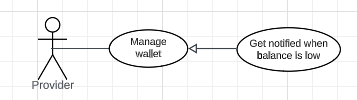 Manage
wallet
Get notified when
balance is low
Provider